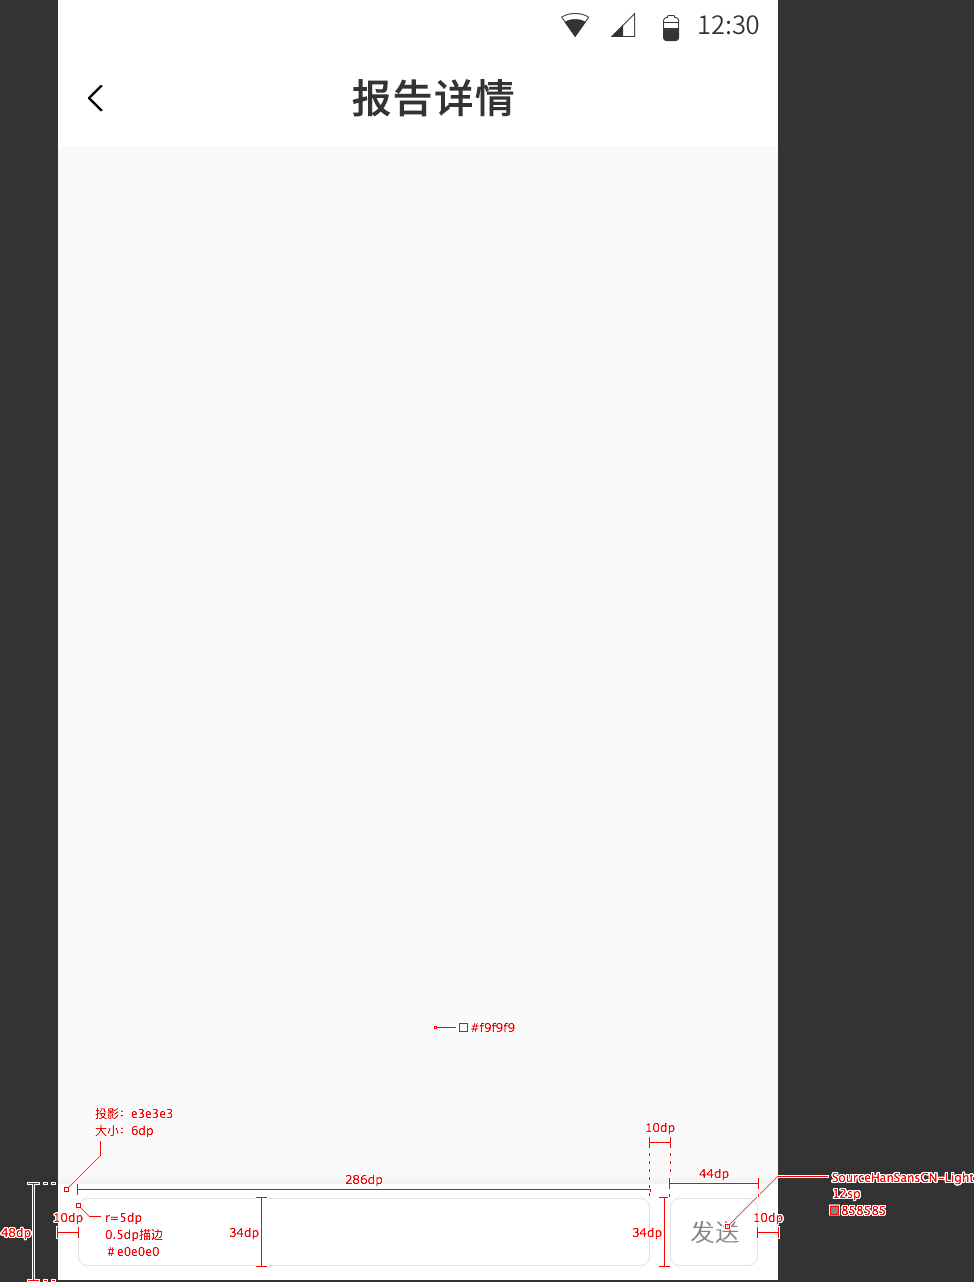 12:30
报告详情
#f9f9f9
投影：e3e3e3
大小：6dp
10dp
286dp
44dp
SourceHanSansCN-Light
12sp
858585
10dp
r=5dp
0.5dp描边
#e0e0e0
48dp
34dp
34dp
发送
10dp